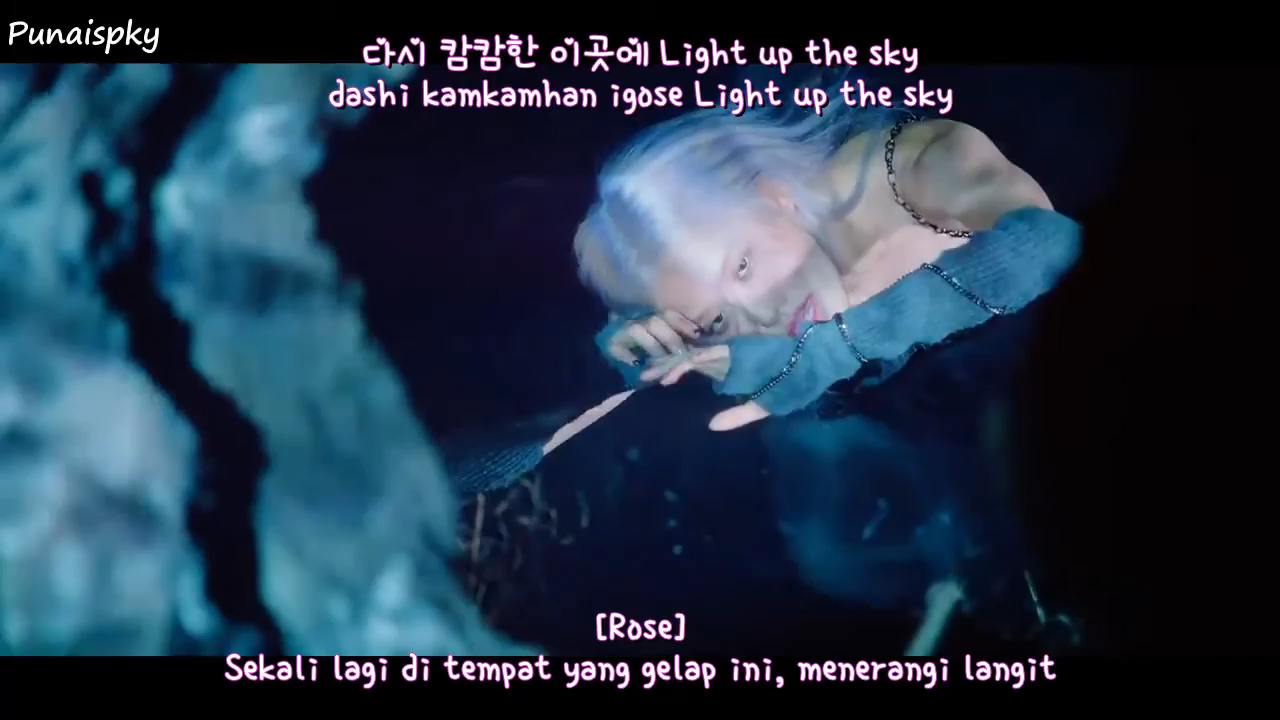 Punaispky
다시 캄캄한 이곳에 Light up the sky
dashi kamkamhan igose Light up the sky
[Rose]
Sekali lagi di tempat yang gelap ini, menerangi langit